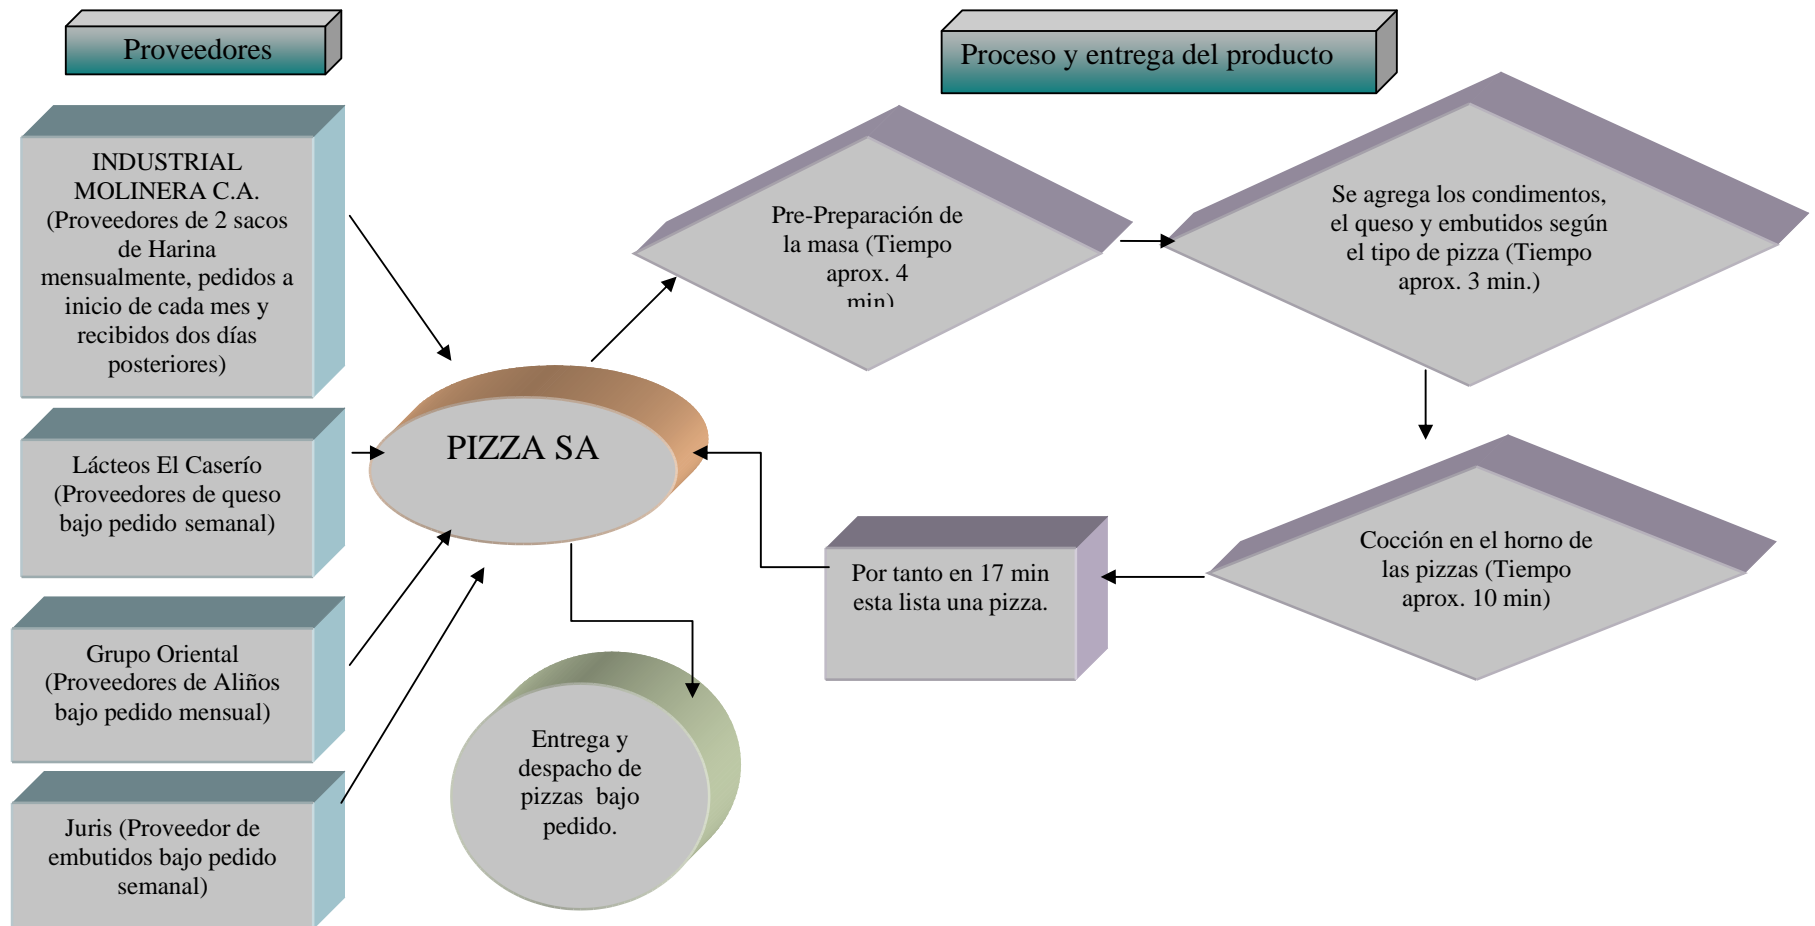 Proveedores
Proceso y entrega del producto
INDUSTRIAL
MOLINERA C.A.
(Proveedores de 2 sacos
de Harina
mensualmente, pedidos a
inicio de cada mes y
recibidos dos días
posteriores)
Lácteos El Caserío
(Proveedores de queso
bajo pedido semanal)
Grupo Oriental
(Proveedores de Aliños
bajo pedido mensual)
Juris (Proveedor de
embutidos bajo pedido
semanal)
PIZZA SA
Pre-Preparación de
la masa (Tiempo
aprox. 4
min)
Se agrega los condimentos,
el queso y embutidos según
el tipo de pizza (Tiempo
aprox. 3 min.)
Cocción en el horno de
las pizzas (Tiempo
aprox. 10 min)
Por tanto en 17 min
esta lista una pizza.
Entrega y
despacho de
pizzas bajo
pedido.